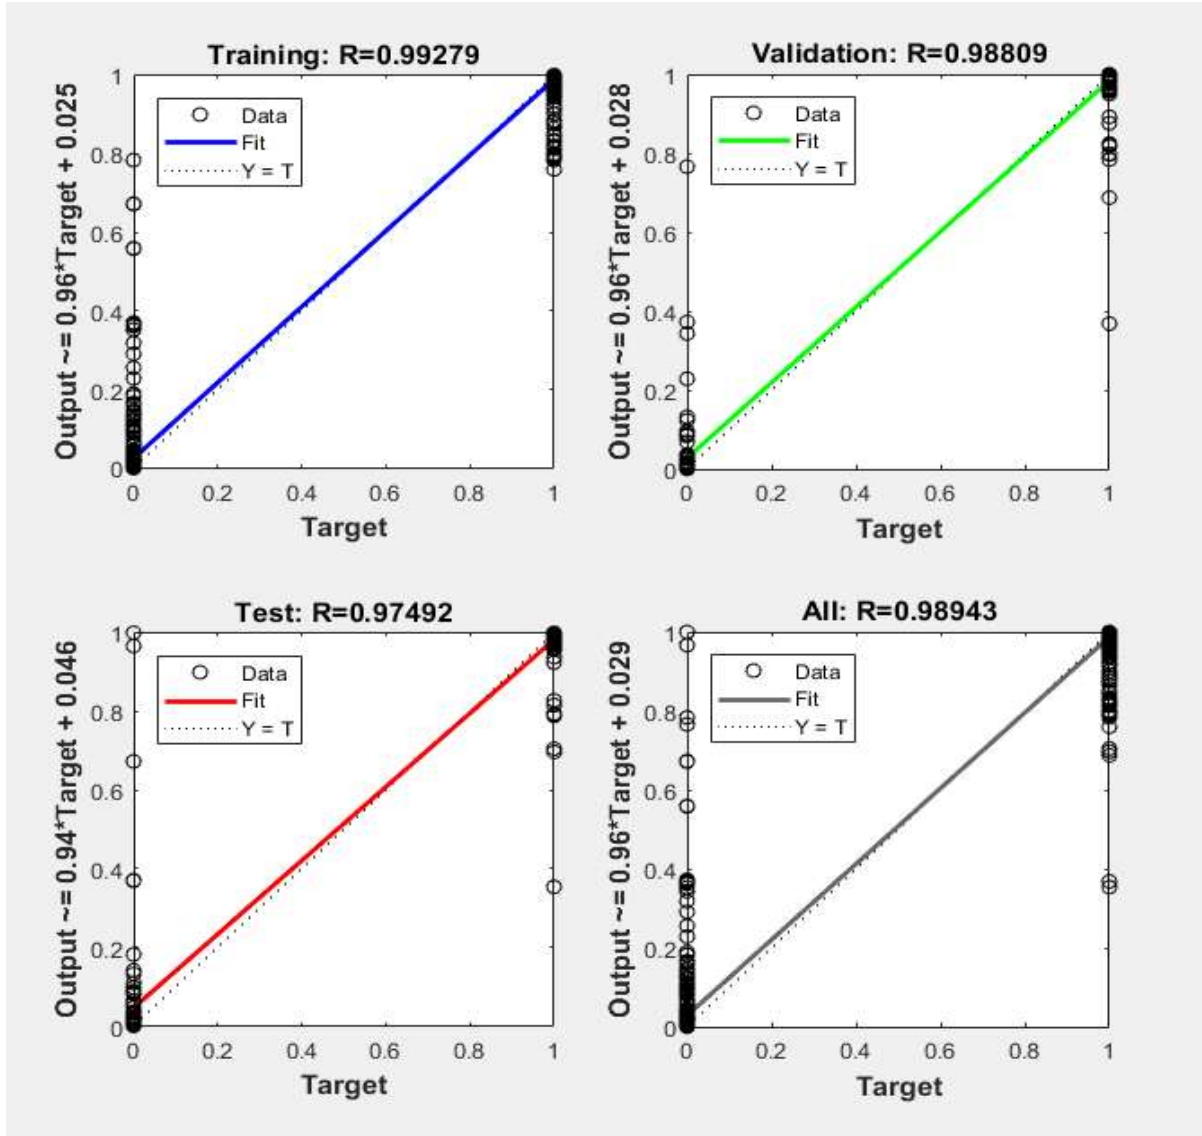 Training: R=0.99279
Output ~= 0.96*Target + 0.025
1
0.8
0.6
0.4
0.2
0
Data
Fit
Y = T
0 0.2 0.4 0.6 0.8 1
Target
Validation: R=0.98809
Output ~= 0.96*Target + 0.028
1
0.8
0.6
0.4
0.2
0
Data
Fit
Y = T
0 0.2 0.4 0.6 0.8 1
Target
Test: R=0.97492
Output ~= 0.94*Target + 0.046
1
0.8
0.6
0.4
0.2
0
Data
Fit
Y = T
0 0.2 0.4 0.6 0.8 1
Target
All: R=0.98943
Output ~= 0.96*Target + 0.029
1
0.8
0.6
0.4
0.2
0
Data
Fit
Y = T
0 0.2 0.4 0.6 0.8 1
Target